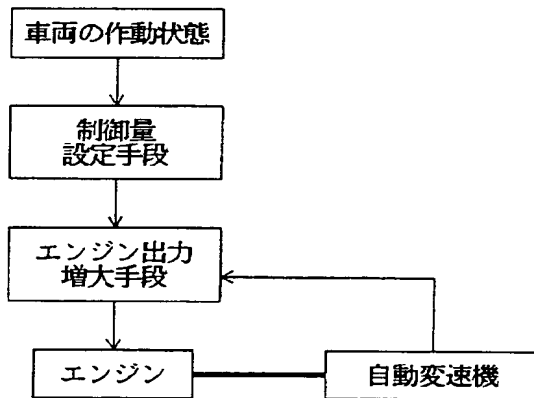 車両の作動状態
制御量
設定手段
エンジン出力
増大手段
エンジン
自動変速機